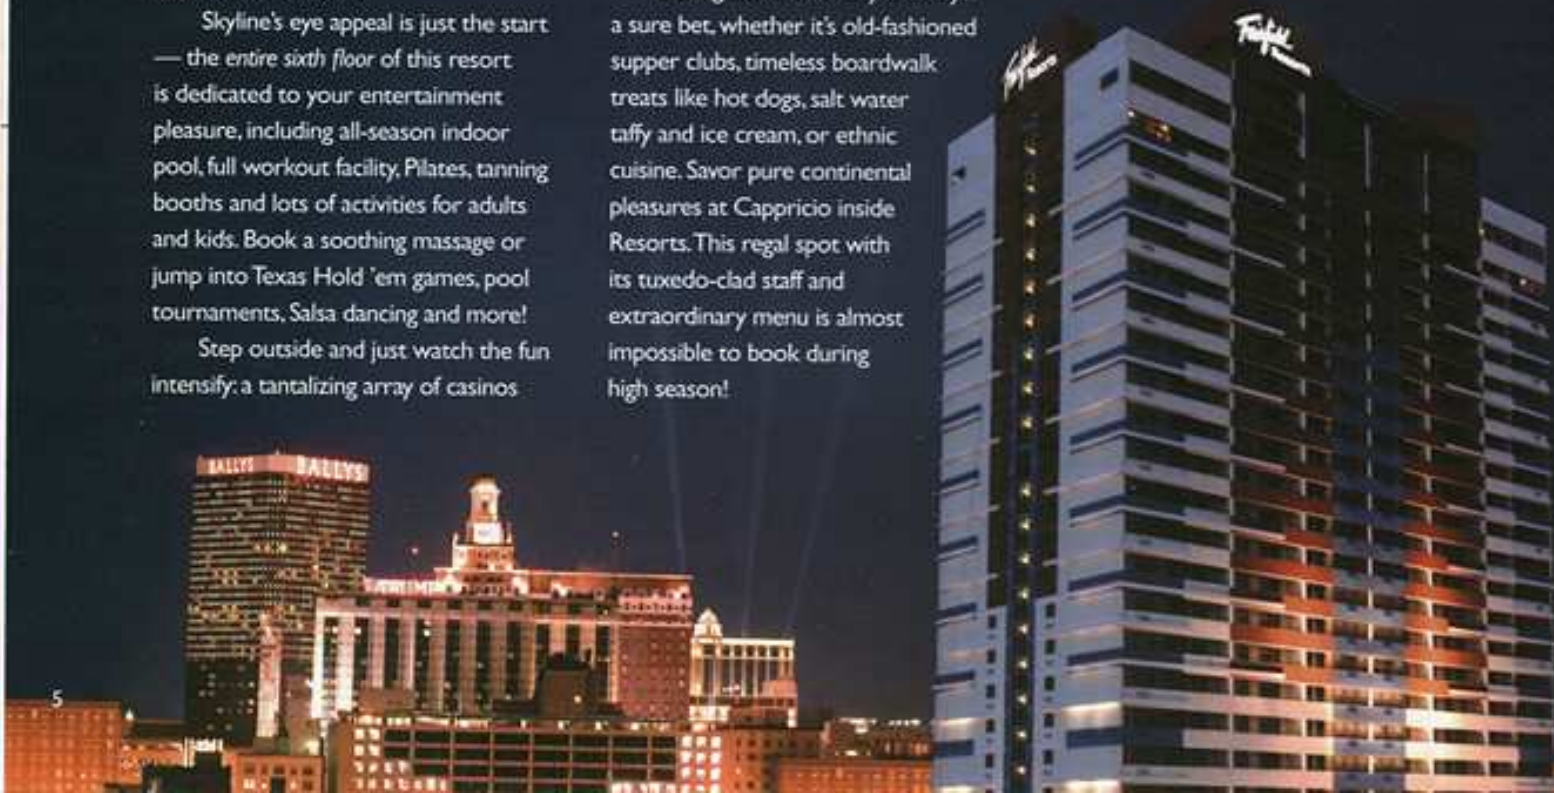 Skyline's eye appeal is just the start
— the entire sixth floor of this resort
is dedicated to your entertainment
pleasure, including all-season indoor
pool, full workout facility, Pilates, tanning
booths and lots of activities for adults
and kids. Book a soothing massage or
jump into Texas Hold 'em games, pool
tournaments, Salsa dancing and more!
Step outside and just watch the fun
intensify: a tantalizing array of casinos
a sure bet, whether it's old-fashioned
supper clubs, timeless boardwalk
treats like hot dogs, salt water
taffy and ice cream, or ethnic
cuisine. Savor pure continental
pleasures at Cappricio inside
Resorts. This regal spot with
its tuxedo-clad staff and
extraordinary menu is almost
impossible to book during
high season!
Fairfield
Resorts
Fairfield
Resorts
BALLYS
BALLYS
5